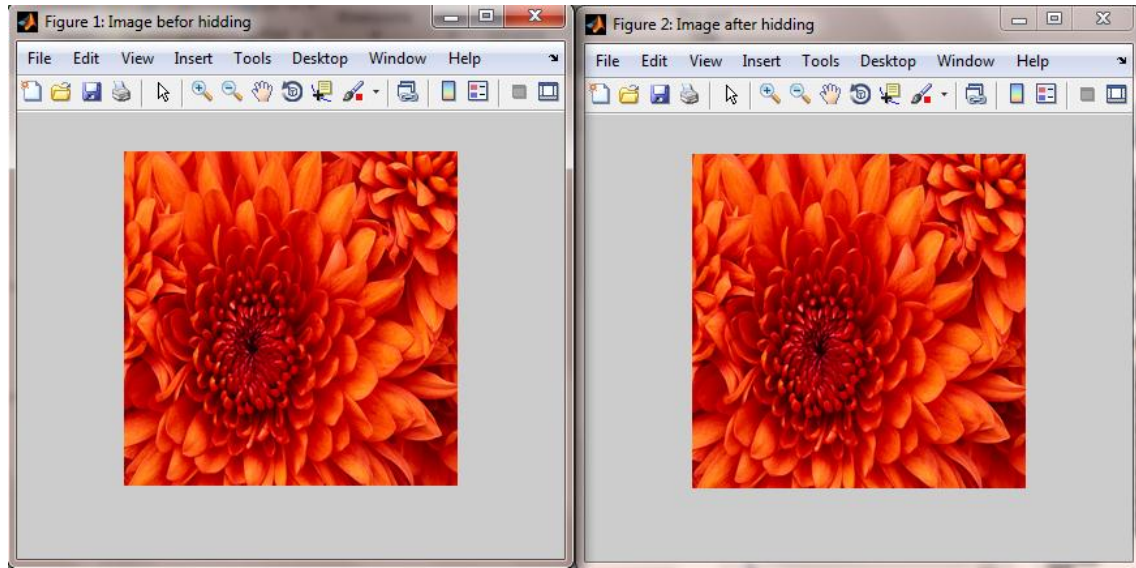 Figure 1: Image befor hidding
File Edit View Insert Tools Desktop Window Help
Figure 2: Image after hidding
File Edit View Insert Tools Desktop Window Help